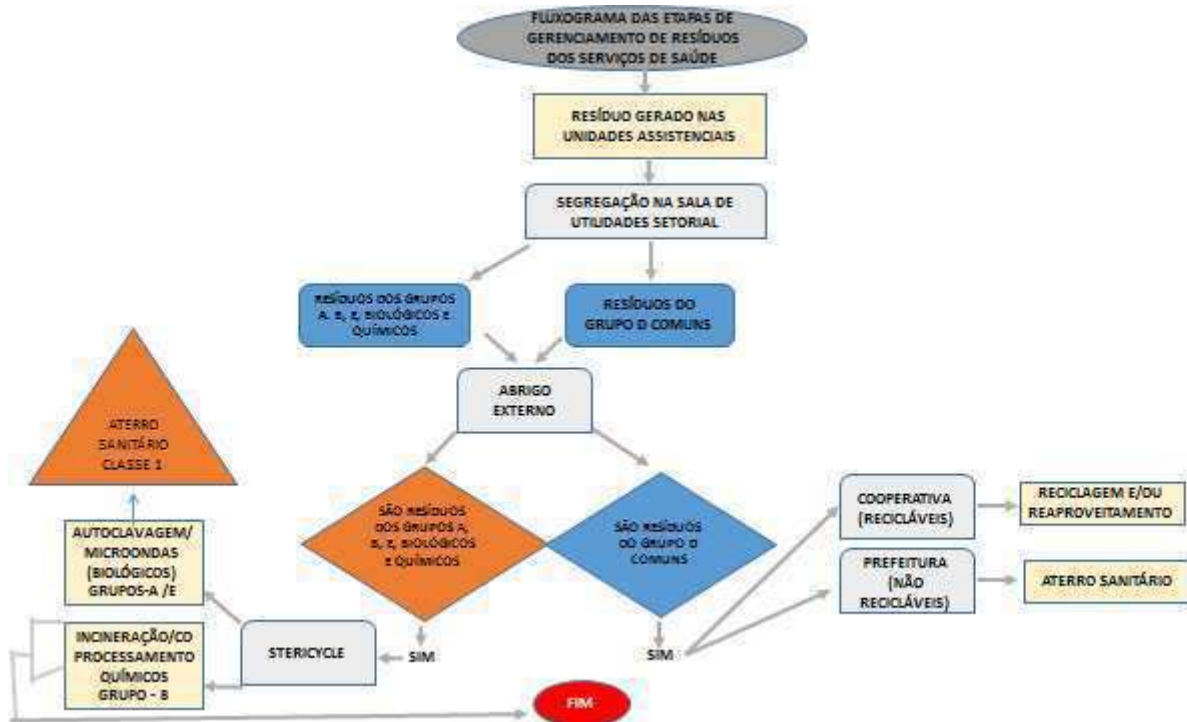 FLUXOGRAMA DAS ETAPAS DE
GERENCIAMENTO DE RESÍDUOS
DOS SERVIÇOS DE SAÚDE
RESÍDUO GERADO NAS
UNIDADES ASSISTENCIAIS
SEGREGAÇÃO NA SALA DE
UTILIDADES SETORIAL
RESÍDUOS DOS GRUPOS
A. B, E, BIOLÓGICOS E
QUÍMICOS
RESÍDUOS DO
GRUPO D COMUNS
ABRIGO
EXTERNO
ATERRO
SANITÁRIO
CLASSE 1
SÃO RESÍDUOS
DOS GRUPOS A,
B, E, BIOLÓGICOS
E QUÍMICOS
SÃO RESÍDUOS
DO GRUPO D
COMUNS
COOPERATIVA
(RECICLÁVEIS)
RECICLAGEM E/OU
REAPROVEITAMENTO
PREFEITURA
(NÃO
RECICLÁVEIS)
ATERRO SANITÁRIO
AUTOCLAVAGEM/
MICROONDAS
(BIOLÓGICOS)
GRUPOS-A /E
INCINERAÇÃO/CO
PROCESSAMENTO
QUÍMICOS
GRUPO - B
STERICYCLE
SIM
SIM
FIM